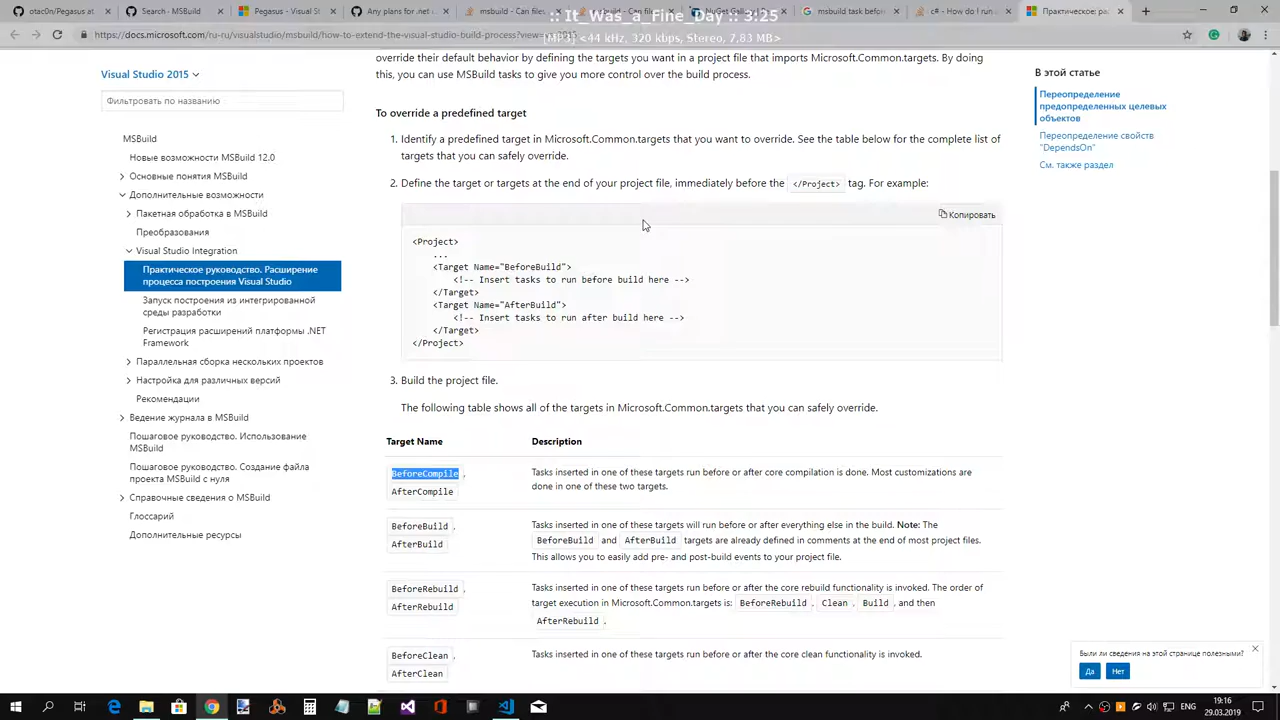 otac0n/Pegasus at
Search · MSBuild
Pegasus - Visual St
Any plans for .net
msbuild - Can
NuGet Gallery
msbuild task befo
c# - How do I run
Практическое рук
:: It_Was_a_Fine_Day :: 3:25
[MP3] <44 kHz, 320 kbps, Stereo, 7,83 MB>
https://docs.microsoft.com/ru-ru/visualstudio/msbuild/how-to-extend-the-visual-studio-build-process?view=
override their default behavior by defining the targets you want in a project file that imports Microsoft.Common.targets. By doing
this, you can use MSBuild tasks to give you more control over the build process.
Visual Studio 2015
Фильтровать по названию
MSBuild
Новые возможности MSBuild 12.0
Основные понятия MSBuild
Дополнительные возможности
Пакетная обработка в MSBuild
Преобразования
Visual Studio Integration
Практическое руководство. Расширение
процесса построения Visual Studio
Запуск построения из интегрированной
среды разработки
Регистрация расширений платформы .NET
Framework
Параллельная сборка нескольких проектов
Настройка для различных версий
Рекомендации
Ведение журнала в MSBuild
Пошаговое руководство. Использование
MSBuild
Пошаговое руководство. Создание файла
проекта MSBuild с нуля
Справочные сведения о MSBuild
Глоссарий
Дополнительные ресурсы
To override a predefined target
1. Identify a predefined target in Microsoft.Common.targets that you want to override. See the table below for the complete list of
targets that you can safely override.
2. Define the target or targets at the end of your project file, immediately before the </Project> tag. For example:
Копировать
<Project>
...
<Target Name="BeforeBuild">
<!-- Insert tasks to run before build here -->
</Target>
<Target Name="AfterBuild">
<!-- Insert tasks to run after build here -->
</Target>
</Project>
3. Build the project file.
The following table shows all of the targets in Microsoft.Common.targets that you can safely override.
Target Name Description
BeforeCompile,
AfterCompile
Tasks inserted in one of these targets run before or after core compilation is done. Most customizations are
done in one of these two targets.
BeforeBuild,
AfterBuild
Tasks inserted in one of these targets will run before or after everything else in the build. Note: The
BeforeBuild and AfterBuild targets are already defined in comments at the end of most project files.
This allows you to easily add pre- and post-build events to your project file.
BeforeRebuild,
AfterRebuild
Tasks inserted in one of these targets run before or after the core rebuild functionality is invoked. The order of
target execution in Microsoft.Common.targets is: BeforeRebuild, Clean, Build, and then
AfterRebuild.
BeforeClean,
AfterClean
Tasks inserted in one of these targets run before or after the core clean functionality is invoked.
В этой статье
Переопределение
предопределенных целевых
объектов
Переопределение свойств
"DependsOn"
См. также раздел
Были ли сведения на этой странице полезными?
Да
Нет
19:16
29.03.2019